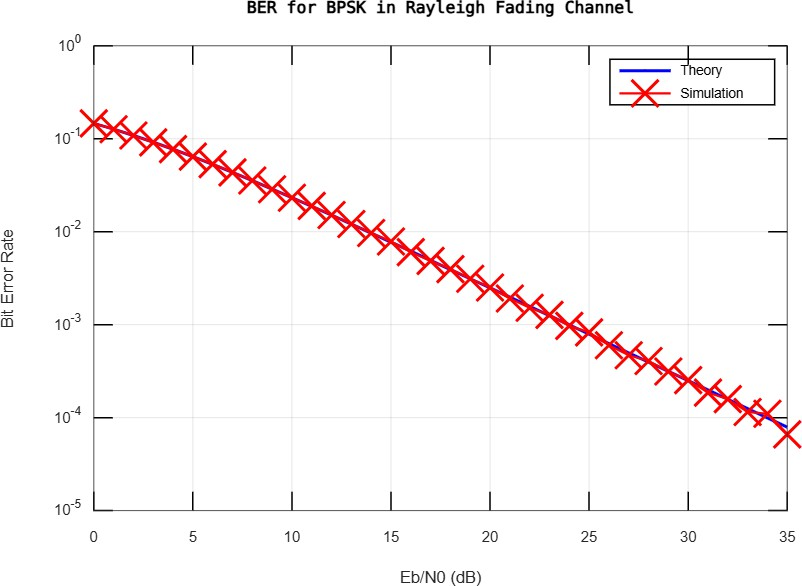 BER for BPSK in Rayleigh Fading Channel
10^0
Theory
Simulation
10^-1
10^-2
Bit Error Rate
10^-3
10^-4
10^-5
0 5 10 15 20 25 30 35
Eb/N0 (dB)